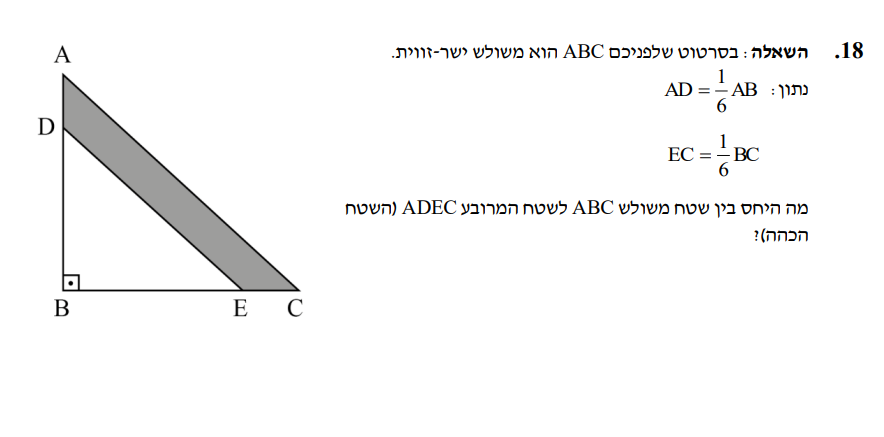 18. השאלה: בסרטוט שלפניכם ABC הוא משולש ישר-זווית.
נתון: AD = 1/6 AB
EC = 1/6 BC
מה היחס בין שטח משולש ABC לשטח המרובע ADEC (השטח
הכהה)?
A
D
B
E
C